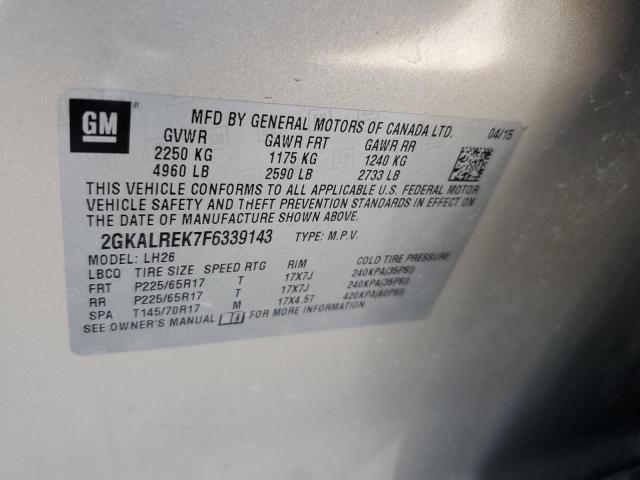 GM
MFD BY GENERAL MOTORS OF CANADA LTD. 04/15
GVWR GAWR FRT GAWR RR
2250 KG 1175 KG 1240 KG
4960 LB 2590 LB 2733 LB
THIS VEHICLE CONFORMS TO ALL APPLICABLE U.S. FEDERAL MOTOR
VEHICLE SAFETY AND THEFT PREVENTION STANDARDS IN EFFECT ON
THE DATE OF MANUFACTURE SHOWN ABOVE.
2GKALREK7F6339143 TYPE: M.P.V.
MODEL: LH26
LBCQ TIRE SIZE SPEED RTG RIM COLD TIRE PRESSURE
FRT P225/65R17 T 17X7J 240KPA(35PSI)
RR P225/65R17 T 17X7J 240KPA(35PSI)
SPA T145/70R17 M 17X4.5T 420KPA(60PSI)
SEE OWNER'S MANUAL FOR MORE INFORMATION.